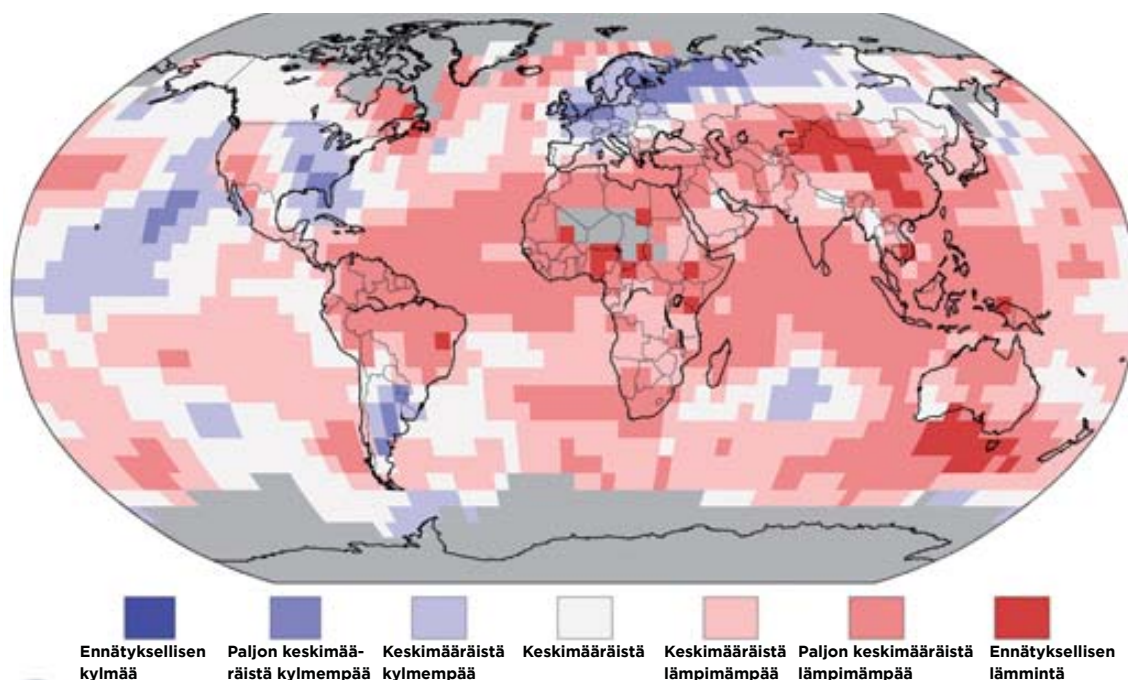 Ennätyksellisen
kylmää
Paljon keskimää-
räistä kylmempää
Keskimääräistä
kylmempää
Keskimääräistä
Keskimääräistä
lämpimämpää
Paljon keskimääräistä
lämpimämpää
Ennätyksellisen
lämmintä